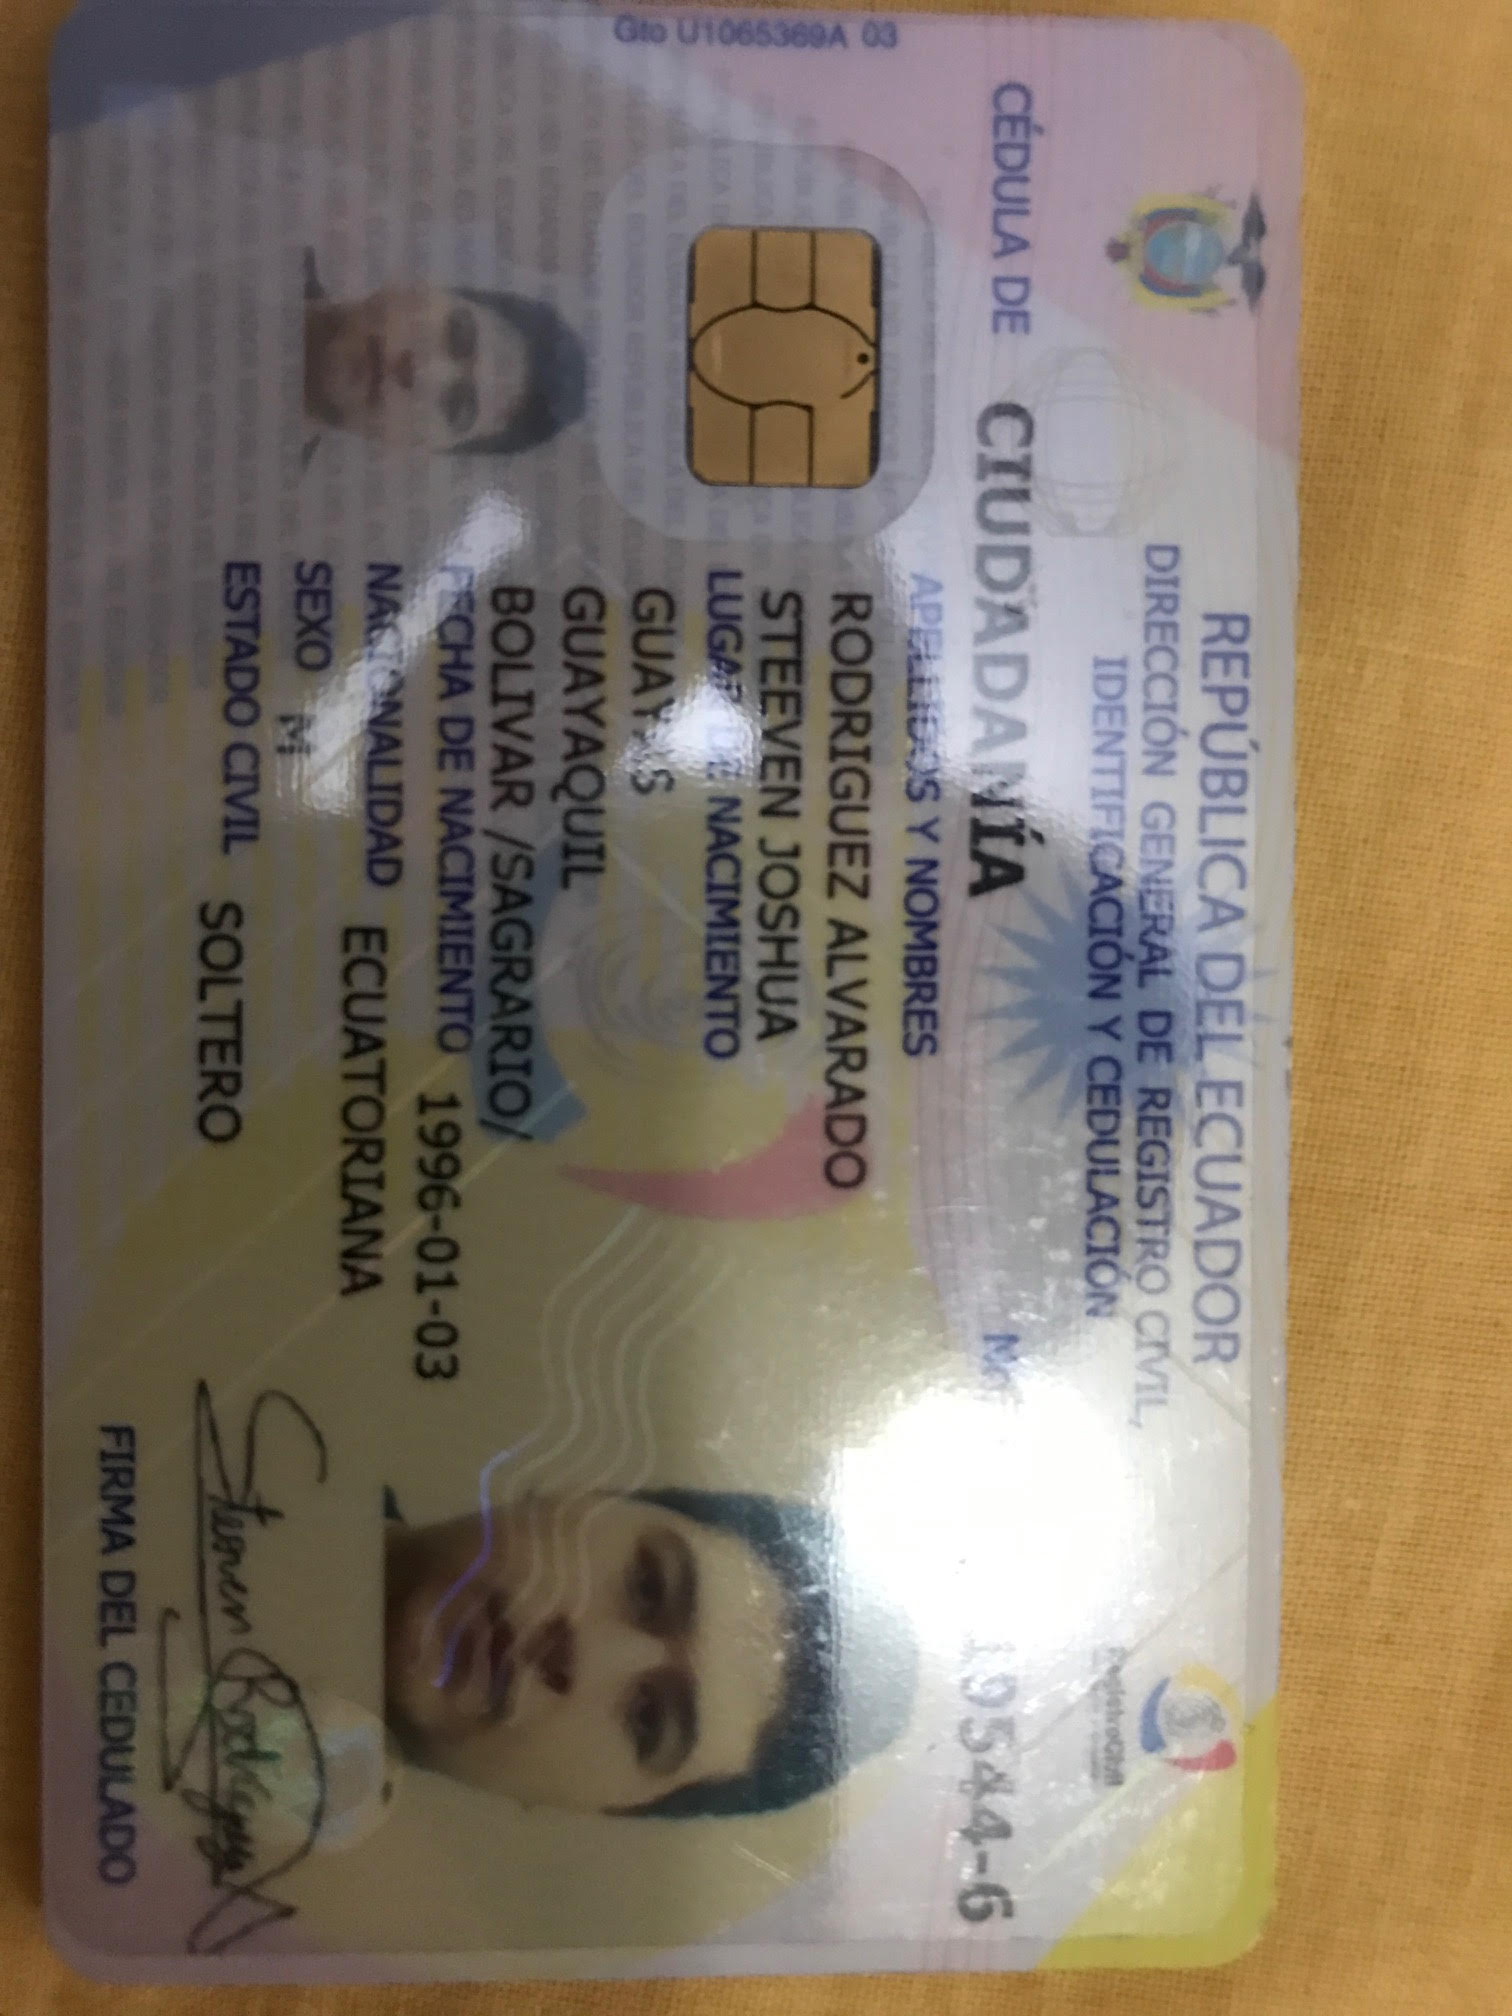 REPÚBLICA DEL ECUADOR
DIRECCIÓN GENERAL DE REGISTRO CIVIL,
IDENTIFICACIÓN Y CEDULACIÓN
RegistroCivil
CÉDULA DE CIUDADANÍA 19544-6
APELLIDOS Y NOMBRES
RODRIGUEZ ALVARADO
STEEVEN JOSHUA
LUGAR DE NACIMIENTO
GUAYAS
GUAYAQUIL
BOLIVAR /SAGRARIO/
FECHA DE NACIMIENTO 1996-01-03
NACIONALIDAD ECUATORIANA
SEXO M
ESTADO CIVIL SOLTERO
Steeven Rodriguez A
FIRMA DEL CEDULADO
Gto U1065369A 03